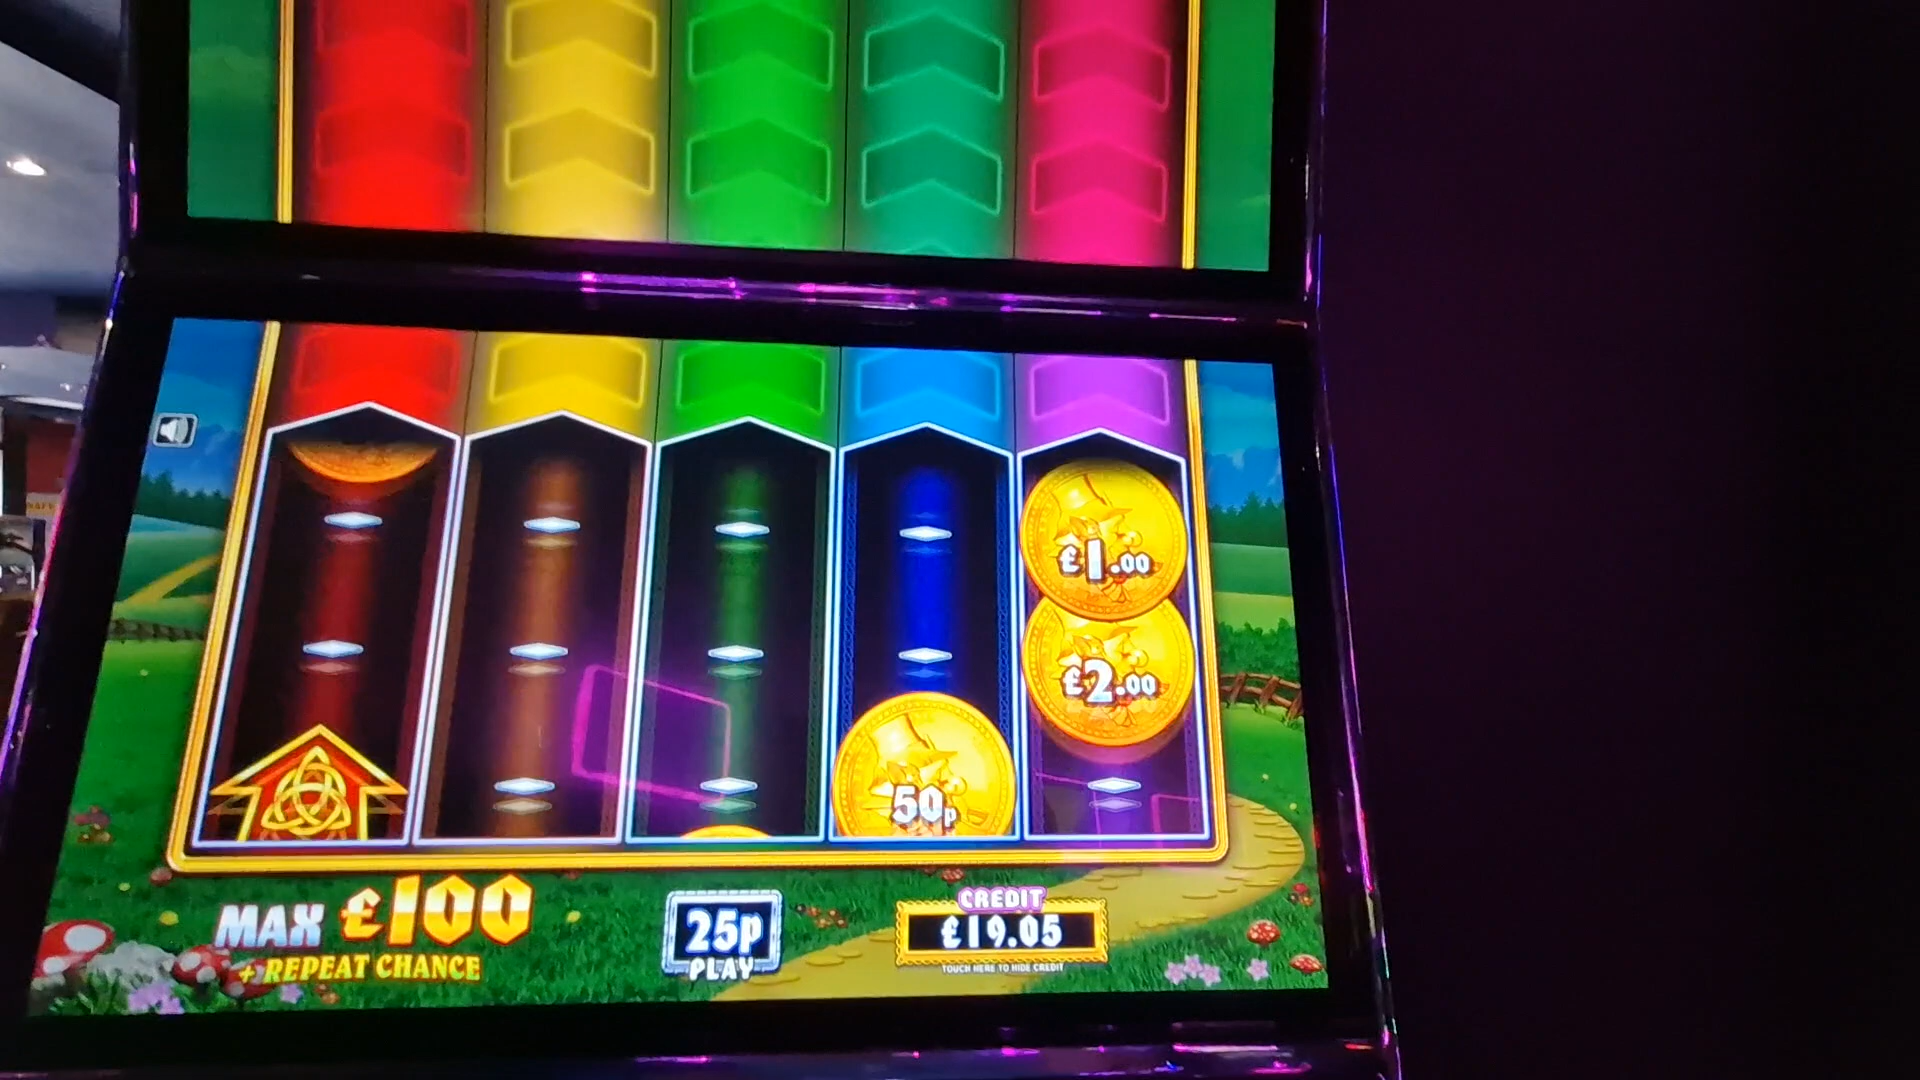 £1.00
£2.00
50p
MAX £100
+ REPEAT CHANCE
25p
PLAY
CREDIT
£19.05
TOUCH HERE TO HIDE CREDIT